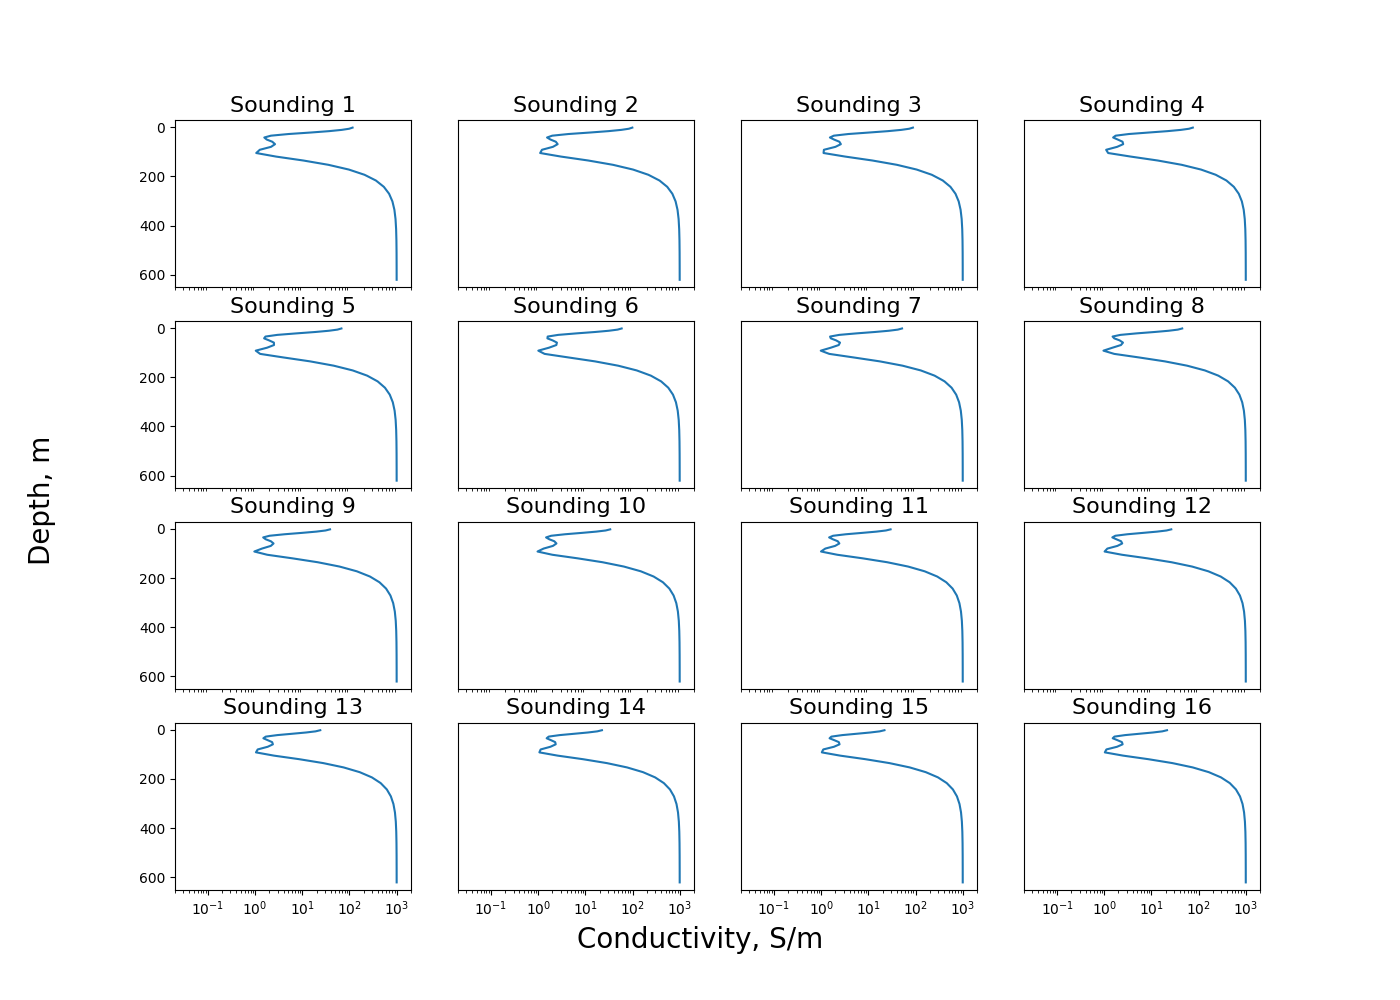 Sounding 1 Sounding 2 Sounding 3 Sounding 4
0
200
400
600
Sounding 5 Sounding 6 Sounding 7 Sounding 8
0
200
400
600
Sounding 9 Sounding 10 Sounding 11 Sounding 12
0
200
400
600
Sounding 13 Sounding 14 Sounding 15 Sounding 16
0
200
400
600
10⁻¹ 10⁰ 10¹ 10² 10³ 10⁻¹ 10⁰ 10¹ 10² 10³ 10⁻¹ 10⁰ 10¹ 10² 10³ 10⁻¹ 10⁰ 10¹ 10² 10³
Conductivity, S/m
Depth, m